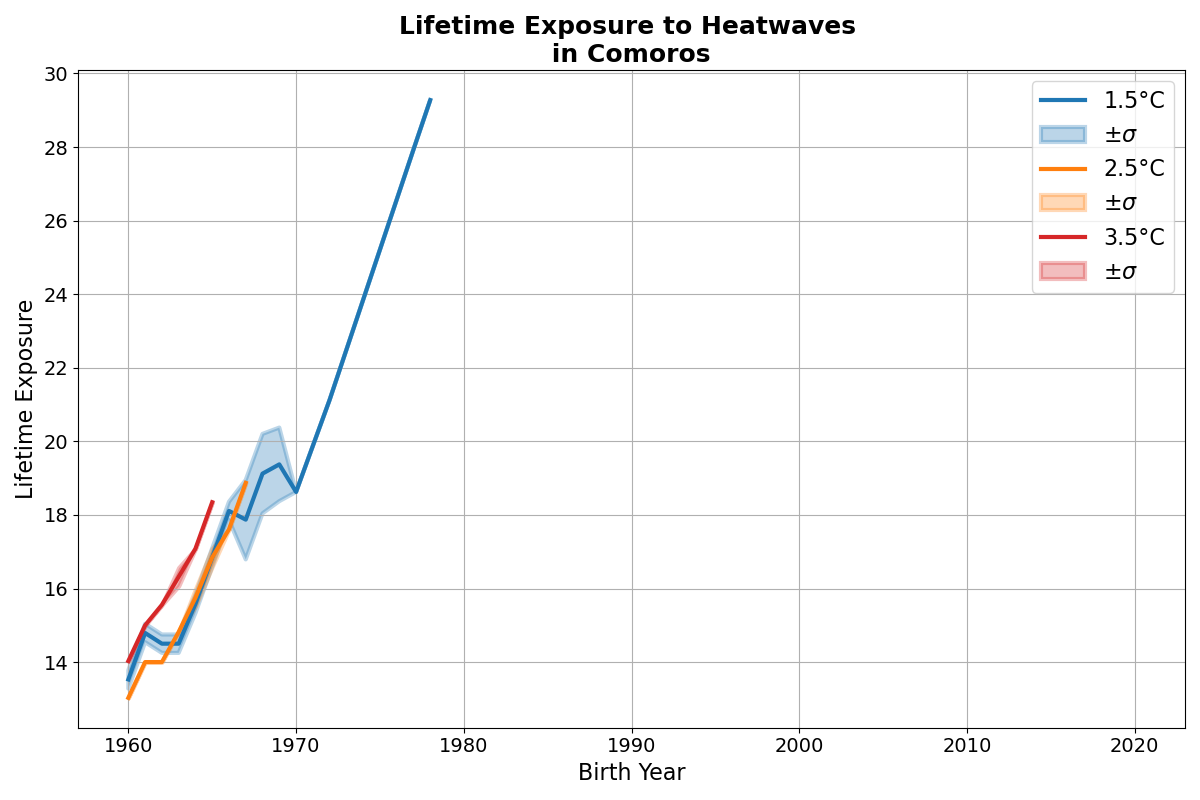 Lifetime Exposure to Heatwaves
in Comoros
Lifetime Exposure
30
28
26
24
22
20
18
16
14
1960
1970
1980
1990
2000
2010
2020
Birth Year
1.5°C
±σ
2.5°C
±σ
3.5°C
±σ